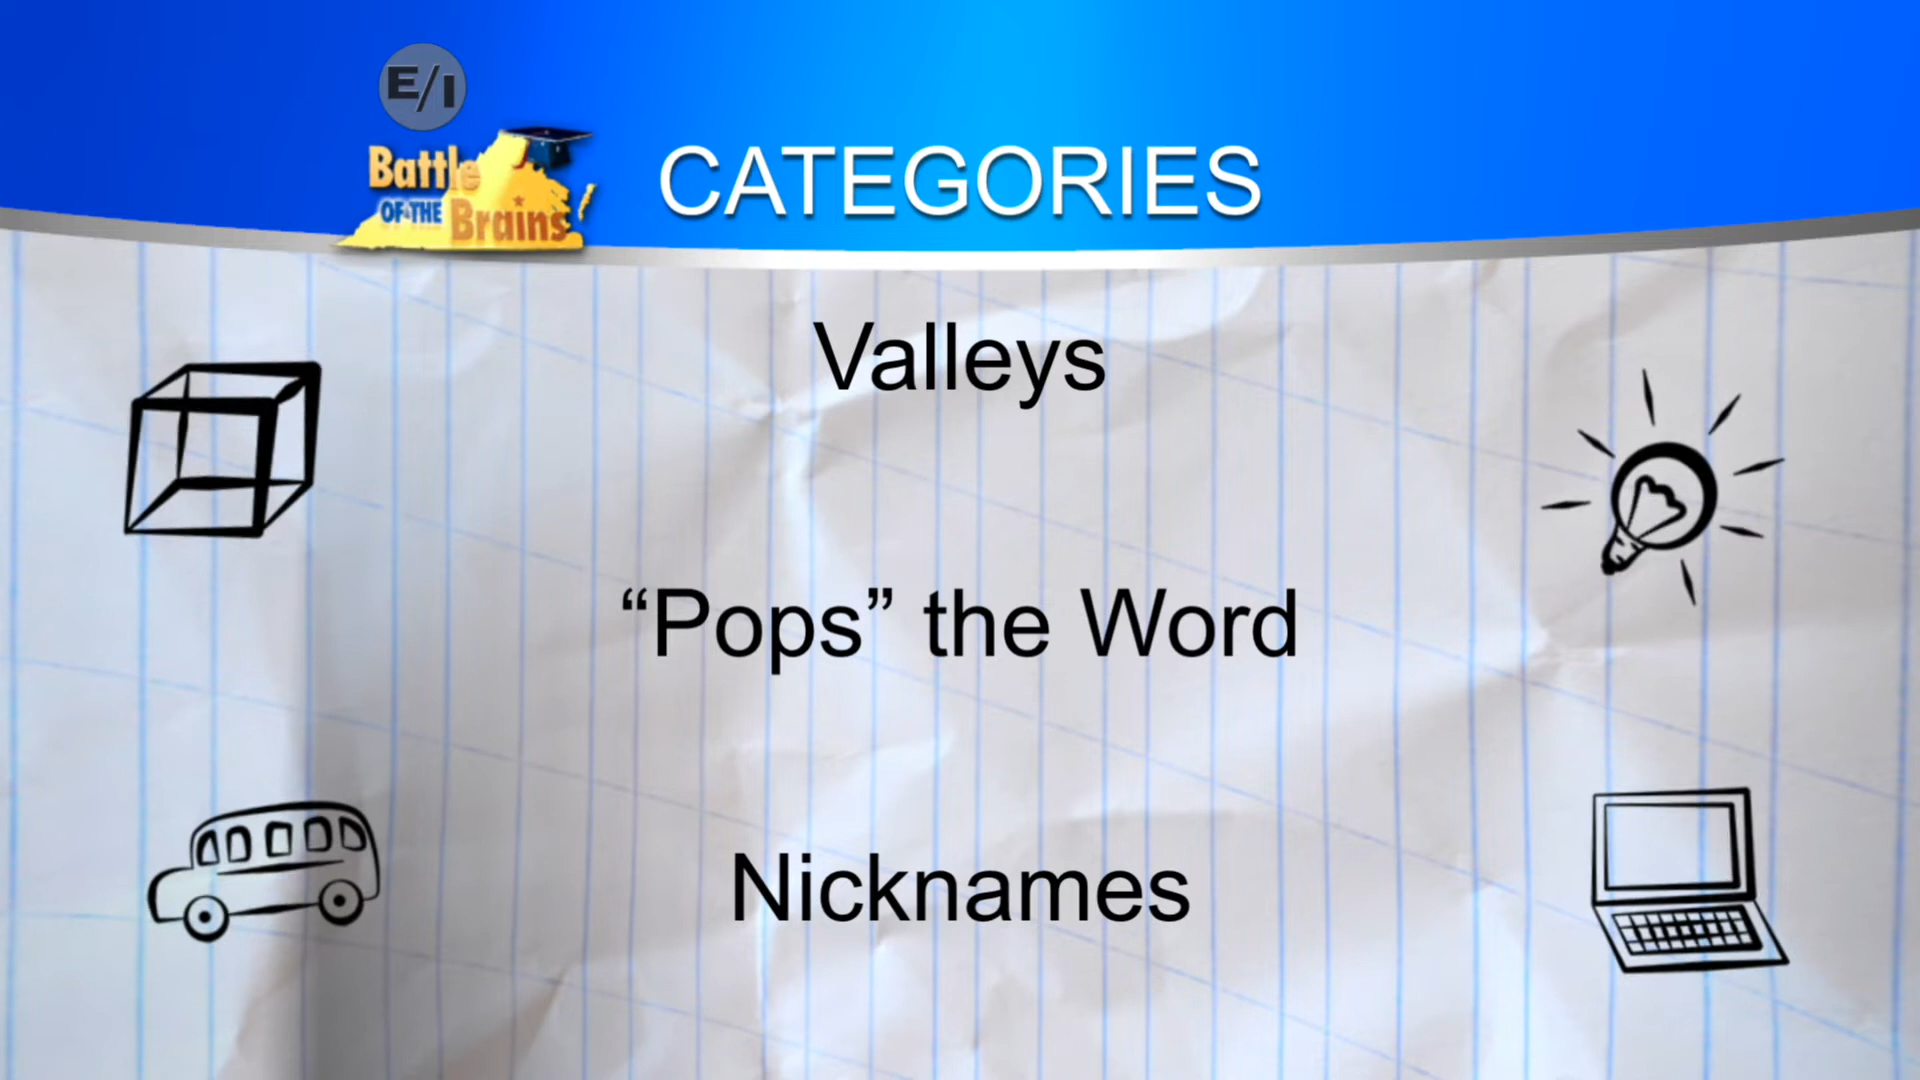 E/I
Battle
OF THE Brains
CATEGORIES
Valleys
“Pops” the Word
Nicknames